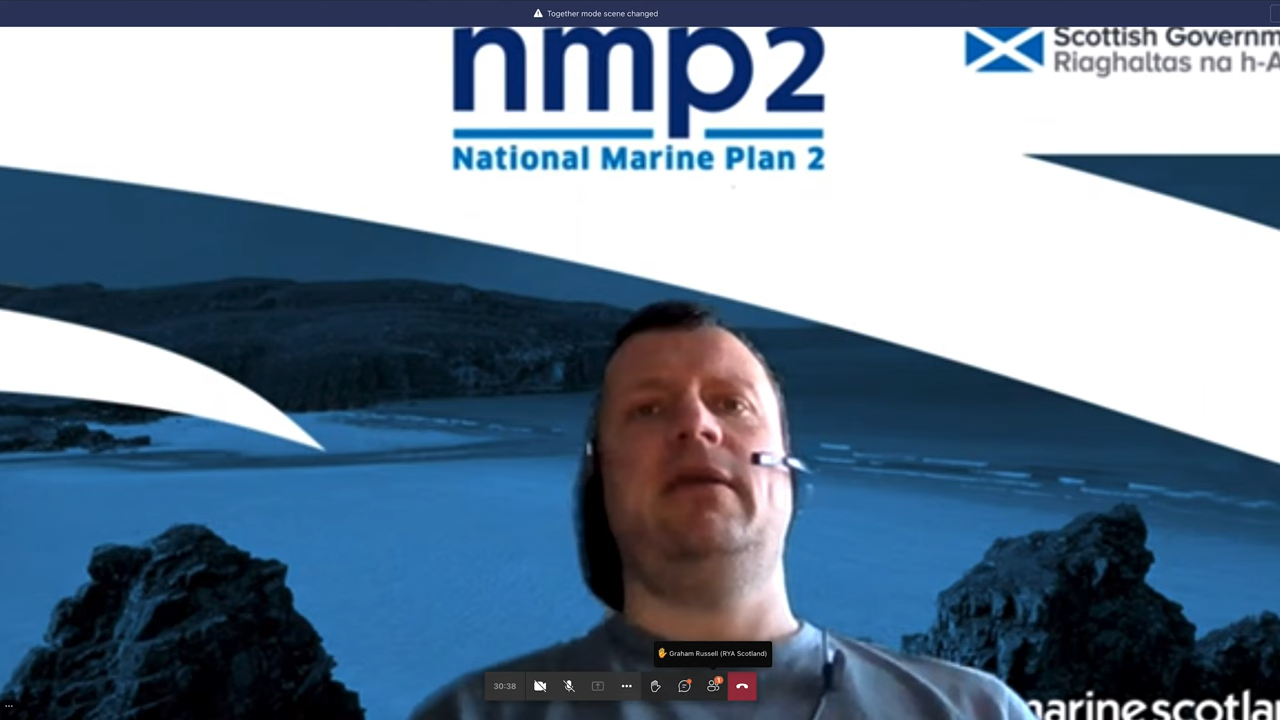 Together mode scene changed
nmp2
National Marine Plan 2
Scottish Governm
Riaghaltas na h-A
Graham Russell (RYA Scotland)
30:38
1
marinescotla